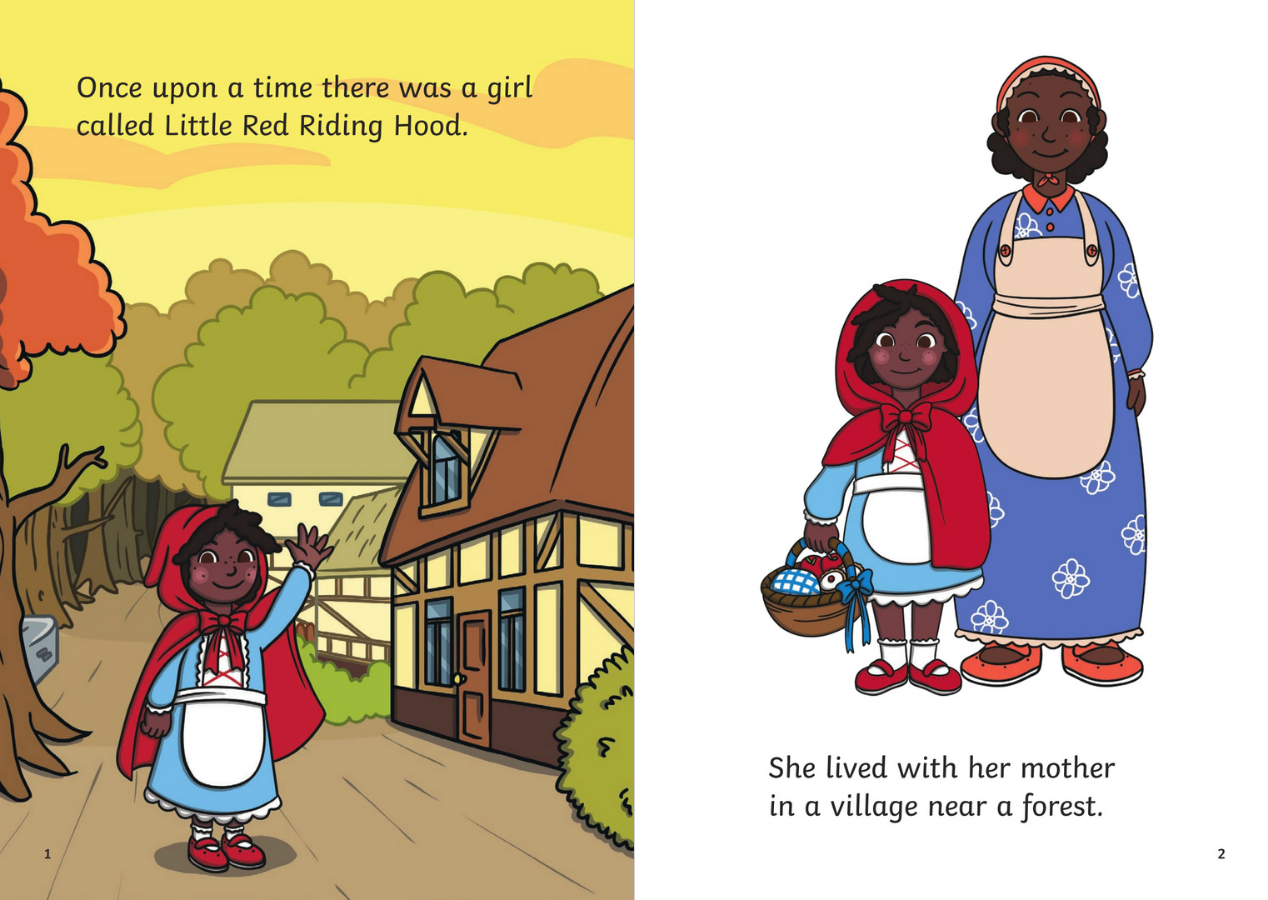 Once upon a time there was a girl
called Little Red Riding Hood.
1
She lived with her mother
in a village near a forest.
2